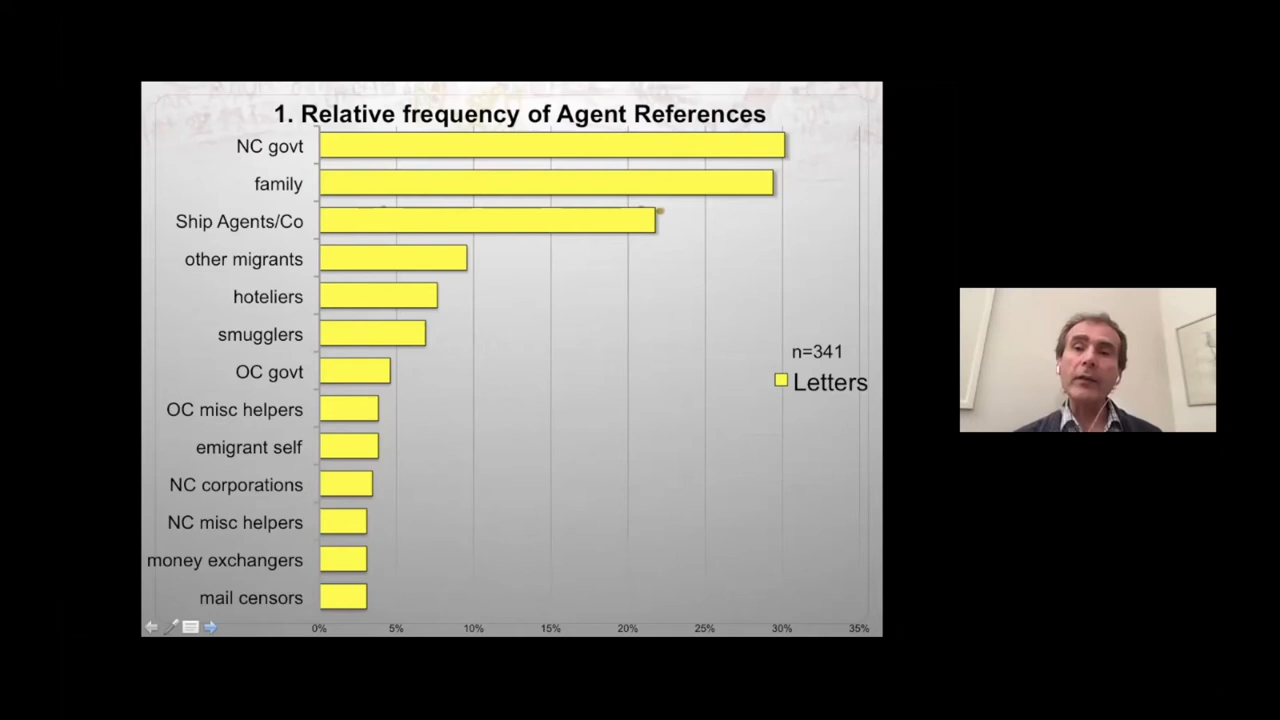 1. Relative frequency of Agent References
NC govt
family
Ship Agents/Co
other migrants
hoteliers
smugglers
OC govt
OC misc helpers
emigrant self
NC corporations
NC misc helpers
money exchangers
mail censors
n=341
Letters
0% 5% 10% 15% 20% 25% 30% 35%